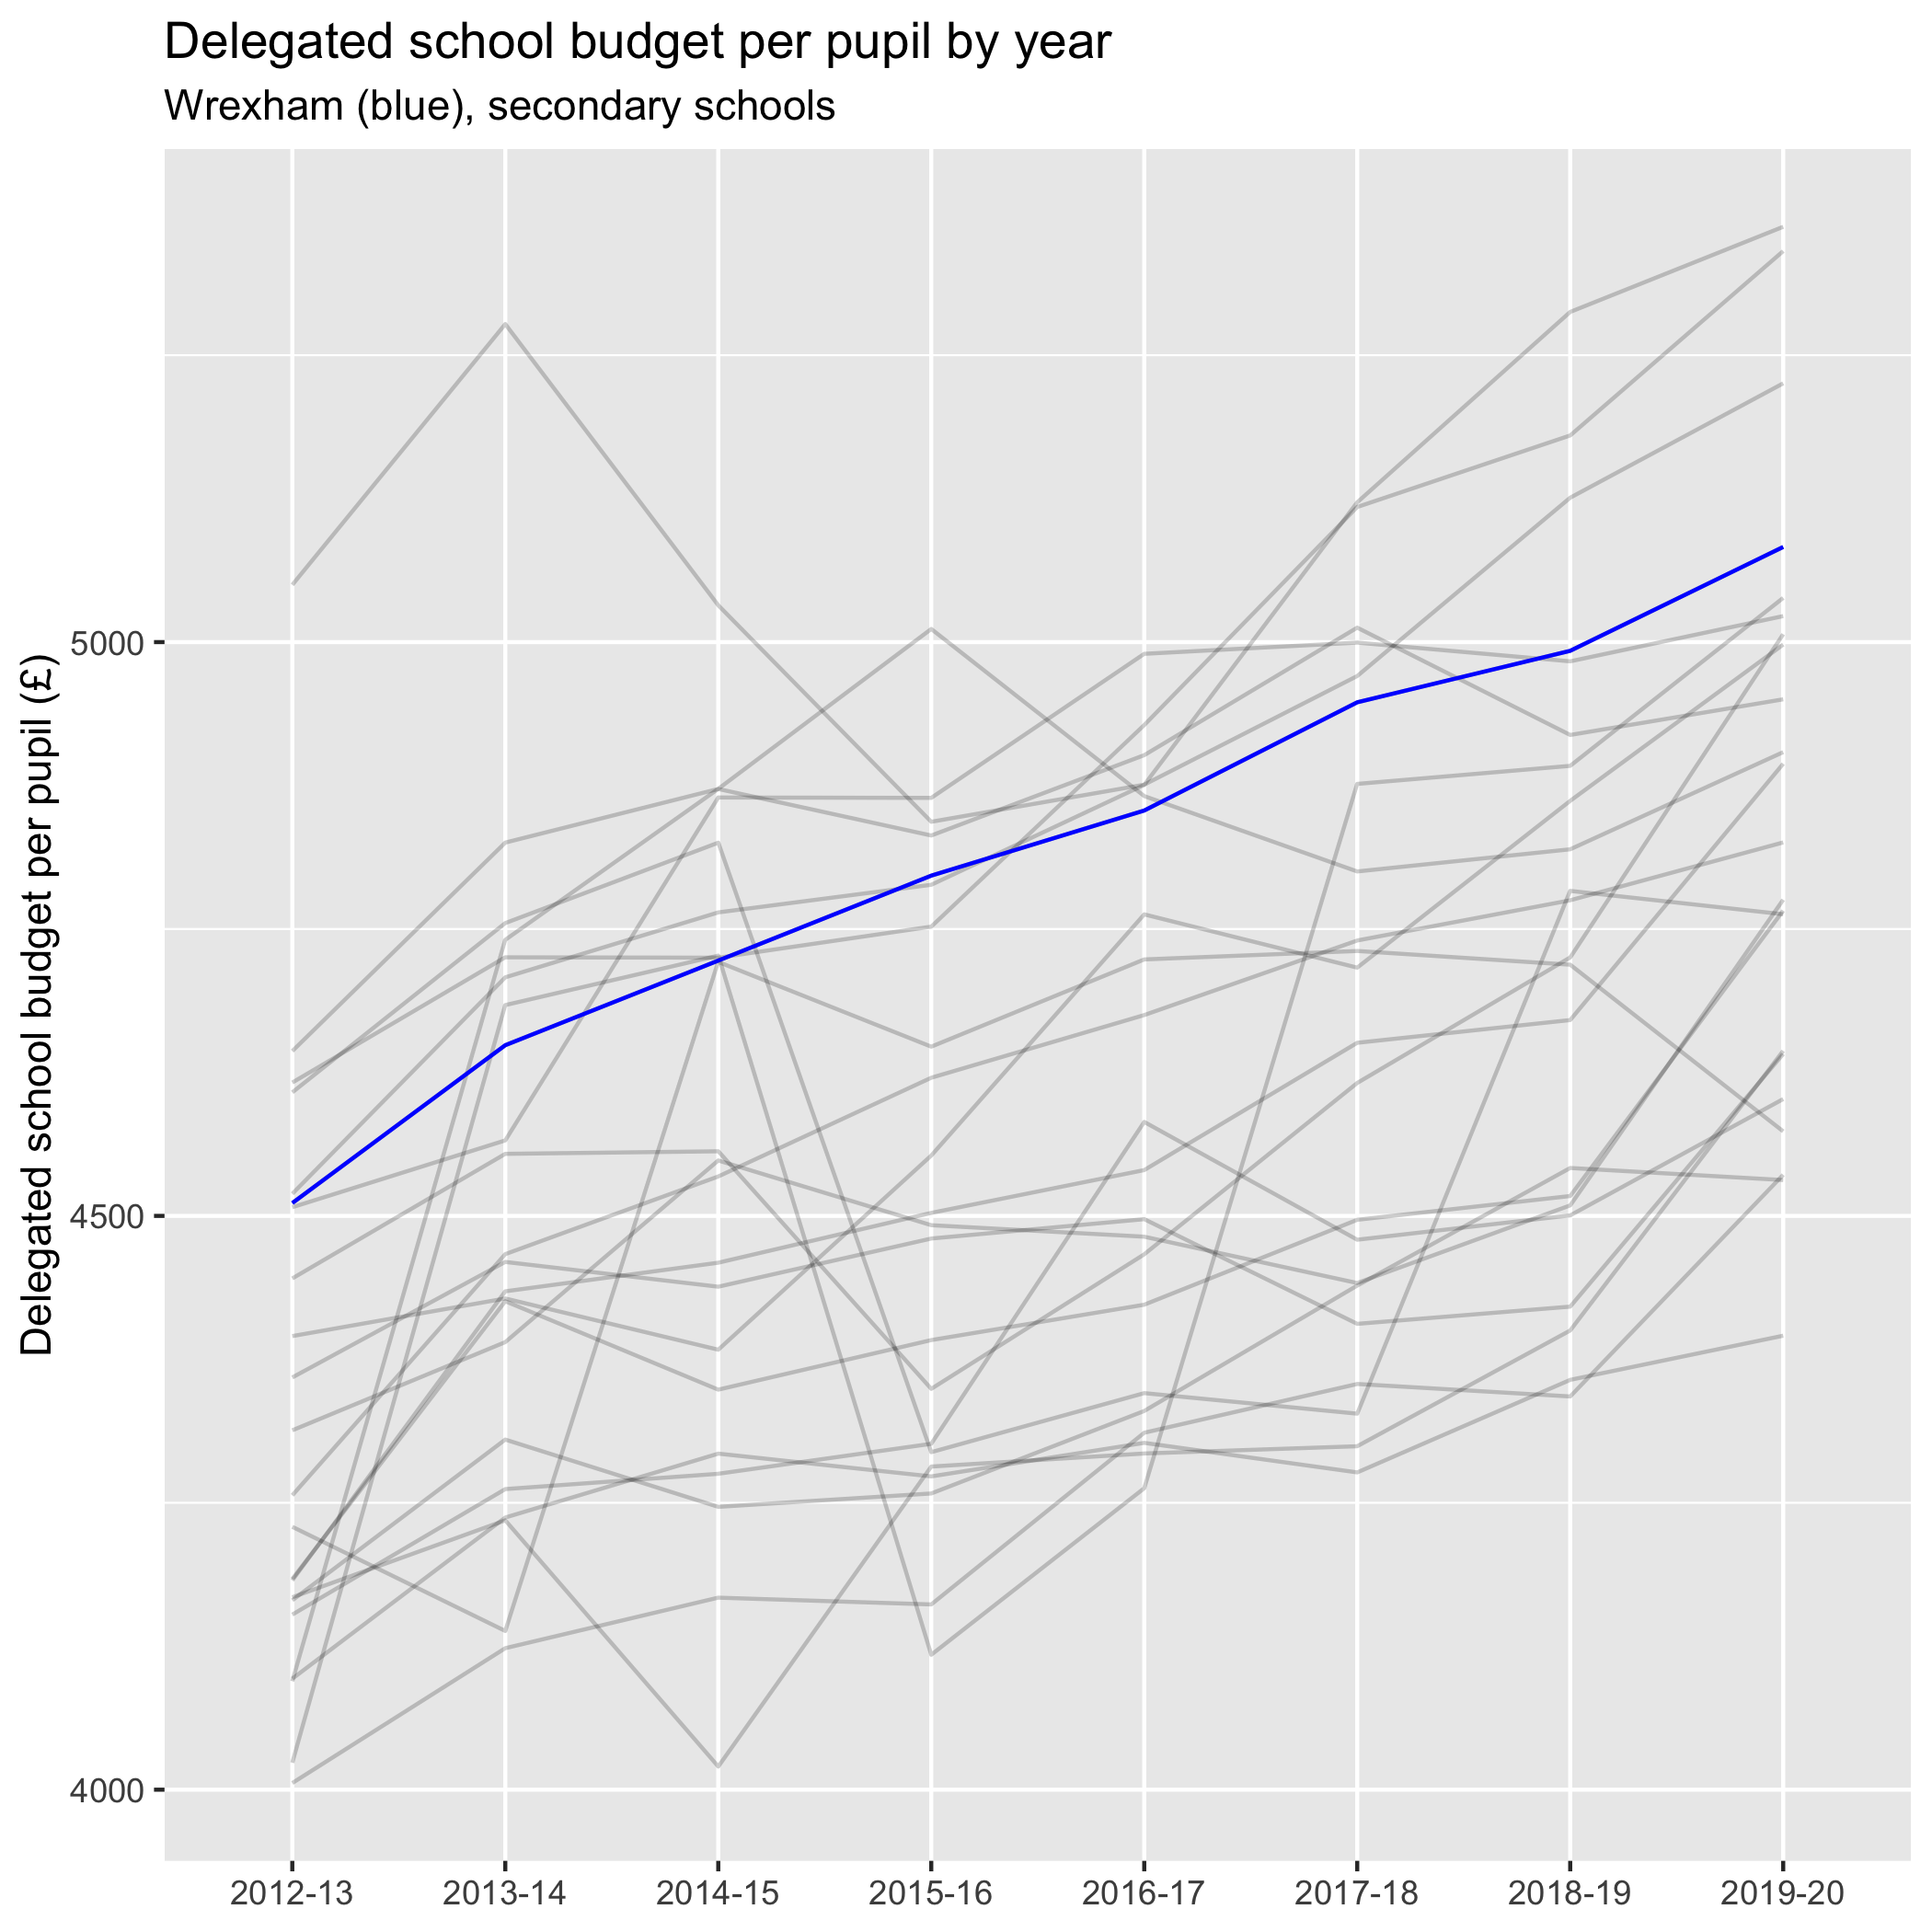 Delegated school budget per pupil by year
Wrexham (blue), secondary schools
Delegated school budget per pupil (£)
5000
4500
4000
2012-13 2013-14 2014-15 2015-16 2016-17 2017-18 2018-19 2019-20